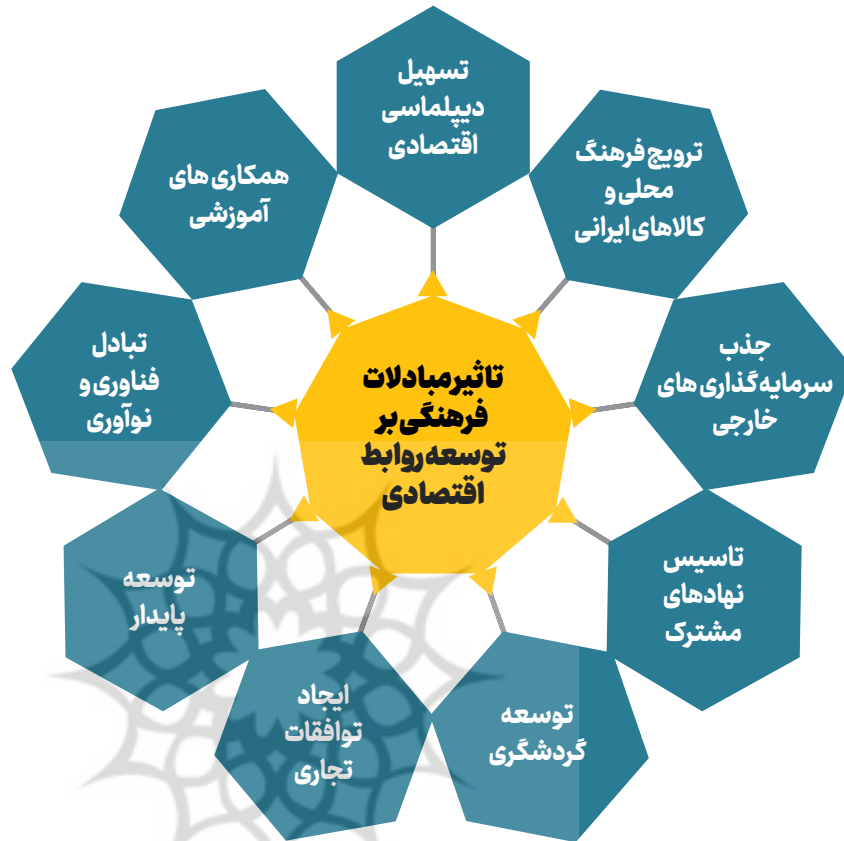 تسهیل
دیپلماسی
اقتصادی
ترویج فرهنگ
محلی و
کالاهای ایرانی
جذب
سرمایه‌گذاری‌های
خارجی
تاسیس
نهادهای
مشترک
توسعه
گردشگری
ایجاد
توافقات
تجاری
توسعه
پایدار
تبادل
فناوری و
نوآوری
همکاری‌های
آموزشی
تاثیر مبادلات
فرهنگی بر
توسعه روابط
اقتصادی